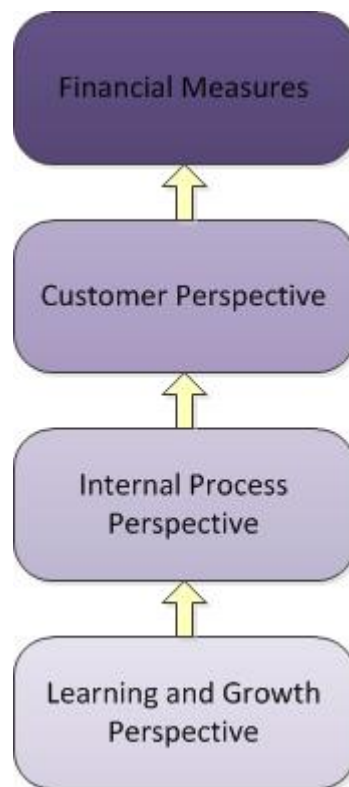 Financial Measures
Customer Perspective
Internal Process
Perspective
Learning and Growth
Perspective